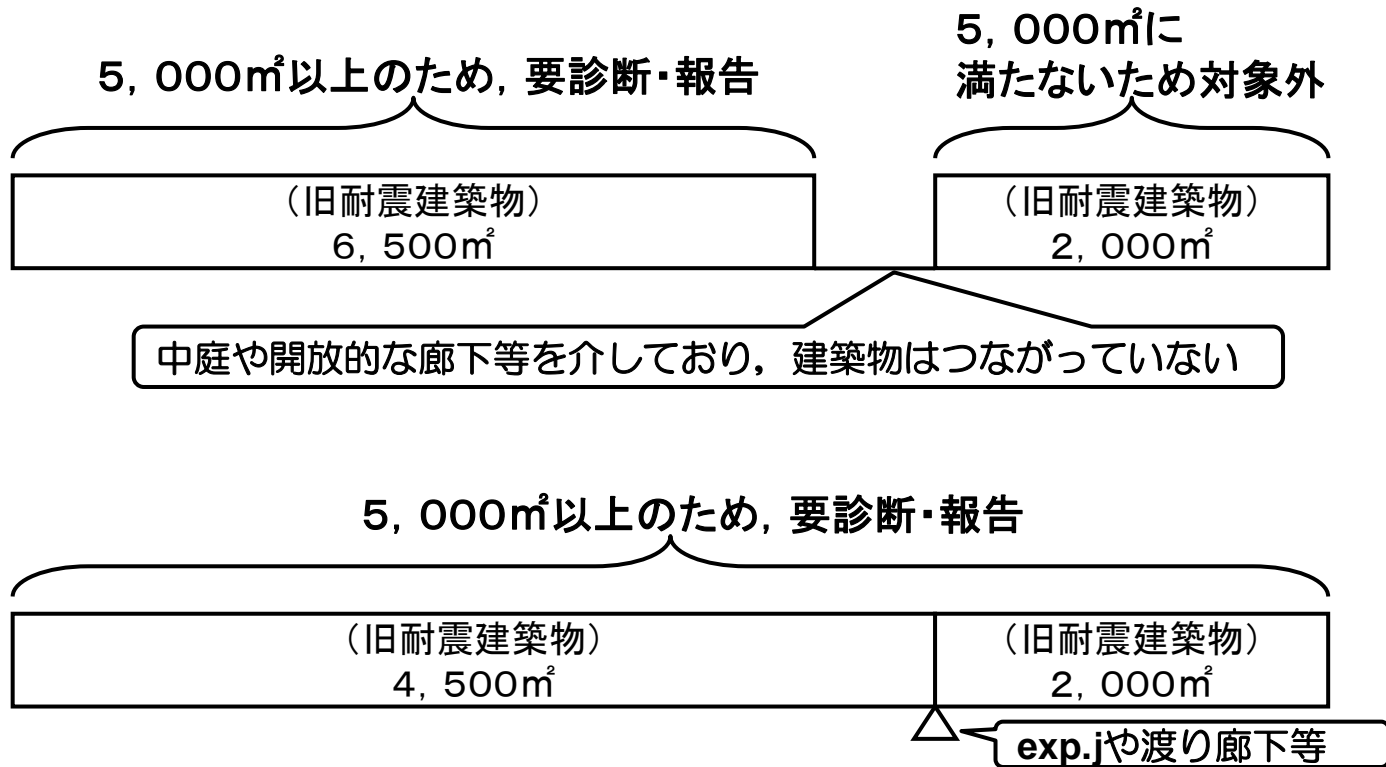 5,000㎡以上のため,要診断・報告
5,000㎡に
満たないため対象外
(旧耐震建築物)
6,500㎡
(旧耐震建築物)
2,000㎡
中庭や開放的な廊下等を介しており,建築物はつながっていない
5,000㎡以上のため,要診断・報告
(旧耐震建築物)
4,500㎡
(旧耐震建築物)
2,000㎡
exp.jや渡り廊下等